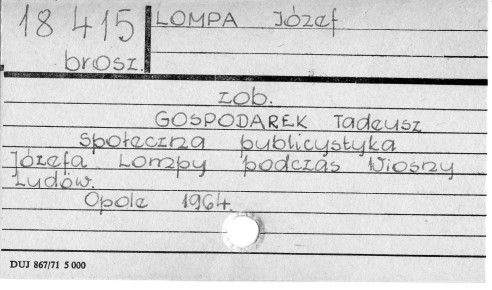 18 415 LOMPA Józef
brosz.
zob.
GOSPODAREK Tadeusz
Społeczna publicystyka
Józefa Lompy podczas Wiosny
Ludów.
Opole 1964
DUJ 867/71 5 000